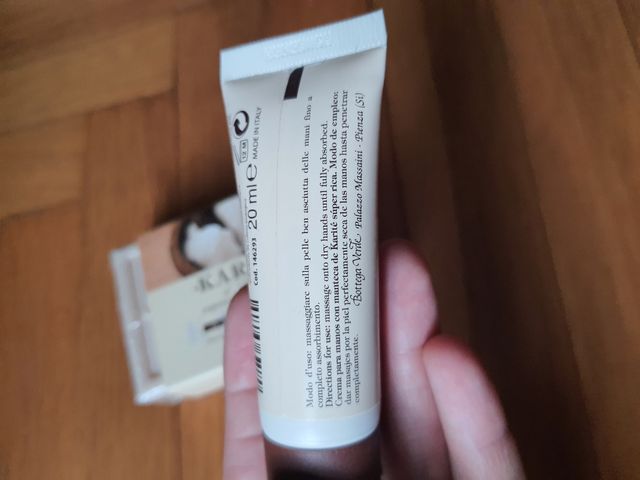 Modo d'uso: massaggiare sulla pelle ben asciutta delle mani fino a
completo assorbimento.
Directions for use: massage onto dry hands until fully absorbed.
Crema para manos con manteca de Karité súper rica. Modo de empleo:
dar masajes por la piel perfectamente seca de las manos hasta penetrar
completamente.
Bottega Verde Palazzo Massaini - Pienza (Si)
12 M
20 ml e MADE IN ITALY
Cod. 146293
KAR